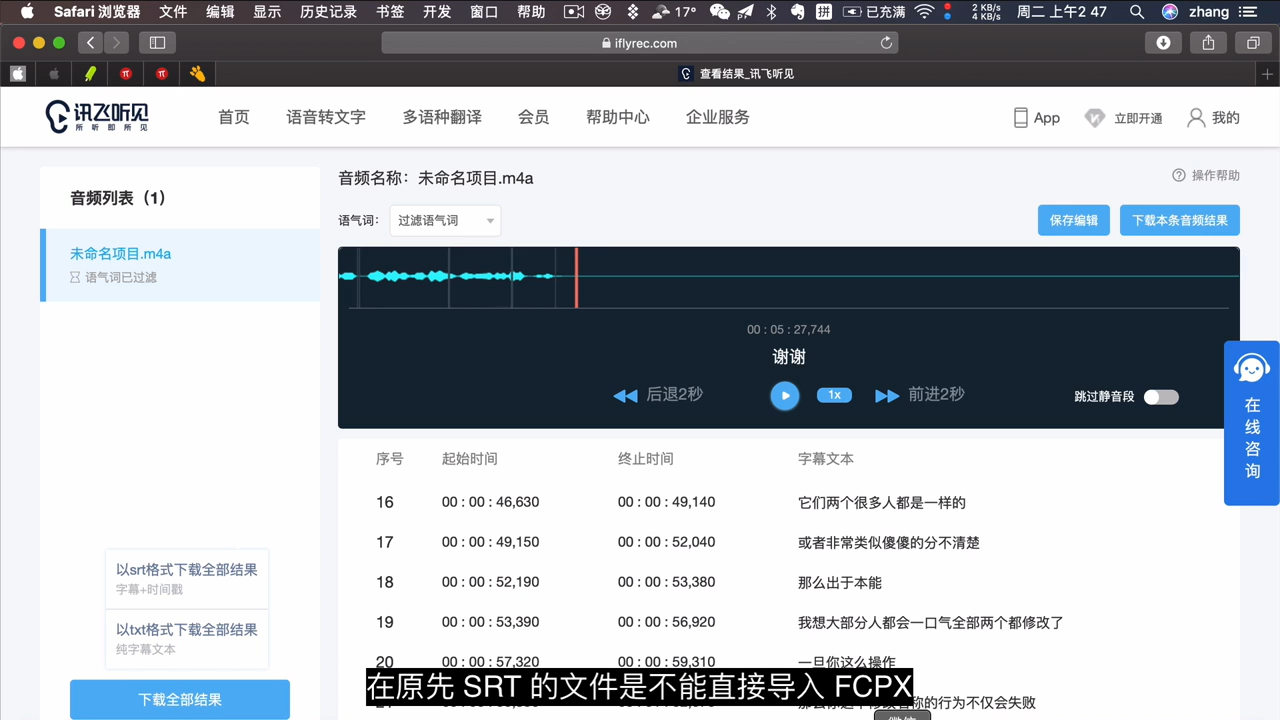 Safari 浏览器 文件 编辑 显示 历史记录 书签 开发 窗口 帮助 17° 拼 已充满 2 KB/s 4 KB/s 周二 上午2 47 zhang
iflyrec.com
查看结果_讯飞听见
讯飞听见 首页 语音转文字 多语种翻译 会员 帮助中心 企业服务 App 立即开通 我的
所听即所见
音频列表（1）
未命名项目.m4a
语气词已过滤
音频名称：未命名项目.m4a
操作帮助
语气词： 过滤语气词 保存编辑 下载本条音频结果
00 : 05 : 27,744
谢谢
后退2秒 1x 前进2秒 跳过静音段
在线咨询
序号 起始时间 终止时间 字幕文本
16 00 : 00 : 46,630 00 : 00 : 49,140 它们两个很多人都是一样的
17 00 : 00 : 49,150 00 : 00 : 52,040 或者非常类似傻傻的分不清楚
18 00 : 00 : 52,190 00 : 00 : 53,380 那么出于本能
19 00 : 00 : 53,390 00 : 00 : 56,920 我想大部分人都会一口气全部两个都修改了
20 00 : 00 : 57,320 00 : 00 : 59,310 一旦你这么操作
称的行为不仅会失败
以srt格式下载全部结果
字幕+时间戳
以txt格式下载全部结果
纯字幕文本
下载全部结果
在原先 SRT 的文件是不能直接导入 FCPX